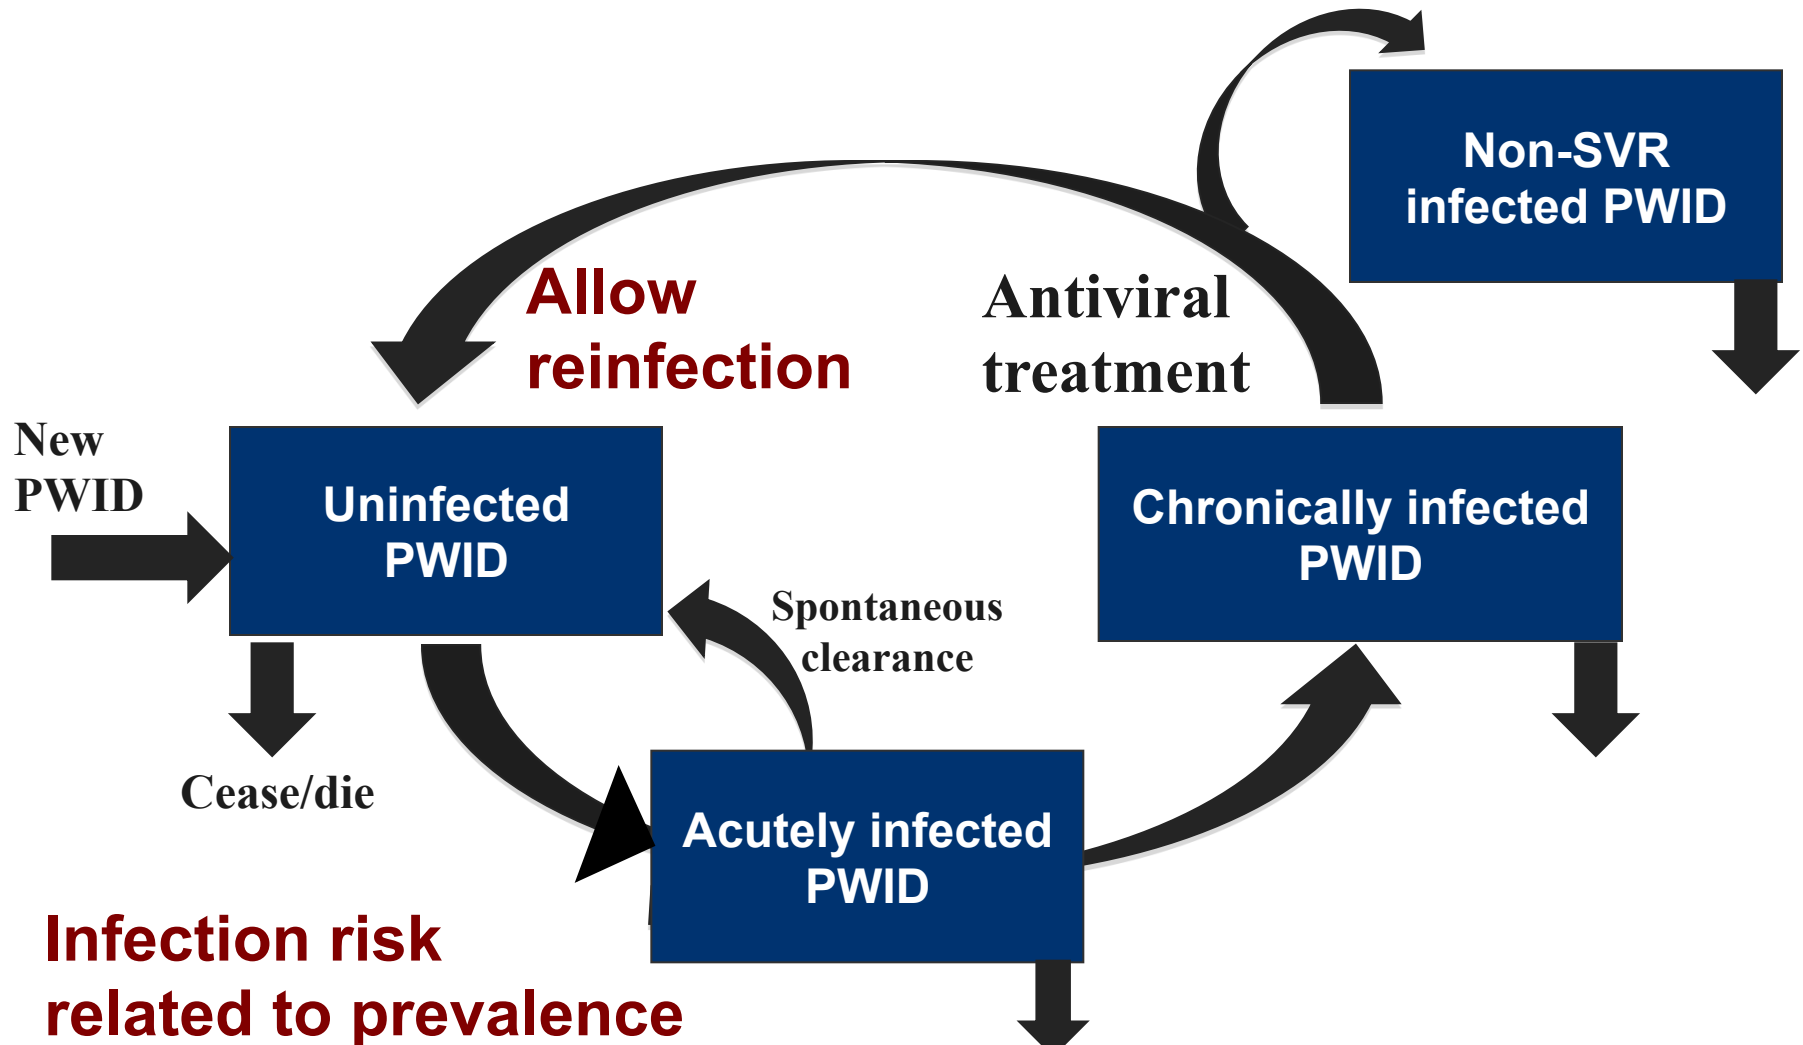 Non-SVR
infected PWID
Allow
reinfection
Antiviral
treatment
New
PWID
Uninfected
PWID
Chronically infected
PWID
Spontaneous
clearance
Cease/die
Acutely infected
PWID
Infection risk
related to prevalence